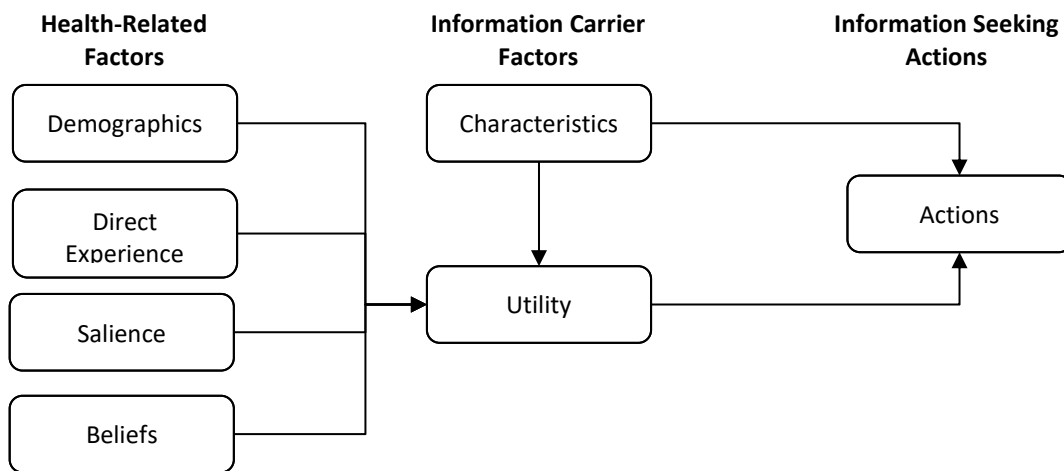 Health-Related
Factors
Information Carrier
Factors
Information Seeking
Actions
Demographics
Characteristics
Actions
Direct
Experience
Utility
Salience
Beliefs